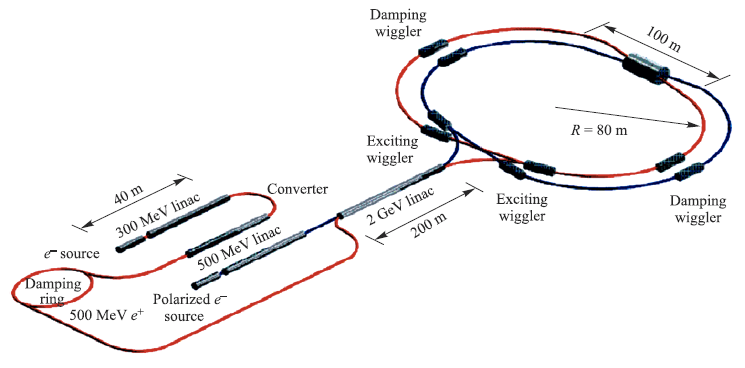 Damping
wiggler
100 m
R = 80 m
Exciting
wiggler
40 m
Converter
300 MeV linac
2 GeV linac
Exciting
wiggler
Damping
wiggler
200 m
e⁻ source
500 MeV linac
Damping
ring
500 MeV e⁺
Polarized e⁻
source